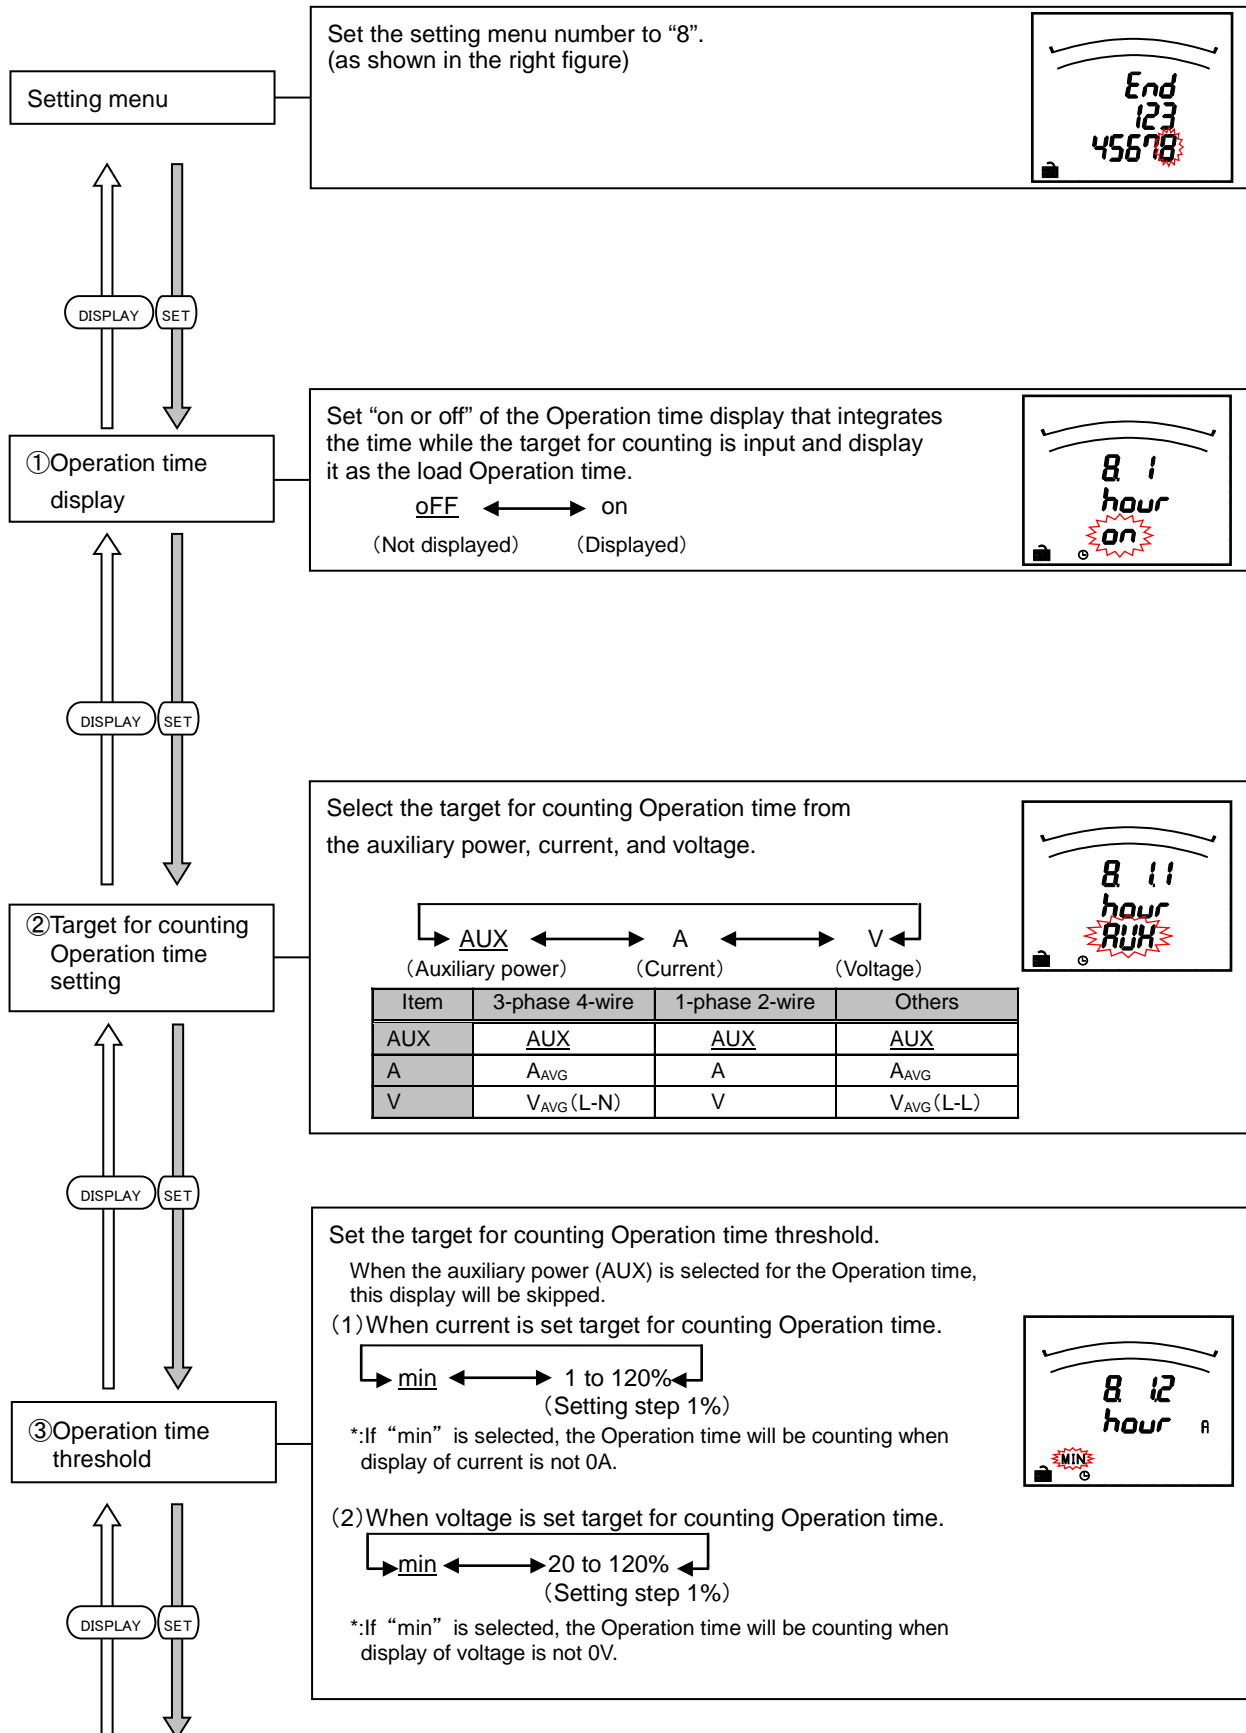 Set the setting menu number to “8”.
(as shown in the right figure)
Setting menu
End
123
45678
DISPLAY SET
Set “on or off” of the Operation time display that integrates
the time while the target for counting is input and display
it as the load Operation time.
oFF on
(Not displayed) (Displayed)
①Operation time
display
8. 1
hour
on
DISPLAY SET
Select the target for counting Operation time from
the auxiliary power, current, and voltage.
AUX A V
(Auxiliary power) (Current) (Voltage)
Item 3-phase 4-wire 1-phase 2-wire Others
AUX AUX AUX AUX
A AAVG A AAVG
V VAVG(L-N) V VAVG(L-L)
②Target for counting
Operation time
setting
8. 1.1
hour
AUX
DISPLAY SET
Set the target for counting Operation time threshold.
When the auxiliary power (AUX) is selected for the Operation time,
this display will be skipped.
(1)When current is set target for counting Operation time.
min 1 to 120%
(Setting step 1%)
*:If “min” is selected, the Operation time will be counting when
display of current is not 0A.
(2)When voltage is set target for counting Operation time.
min 20 to 120%
(Setting step 1%)
*:If “min” is selected, the Operation time will be counting when
display of voltage is not 0V.
③Operation time
threshold
8. 1.2
hour A
MIN
DISPLAY SET